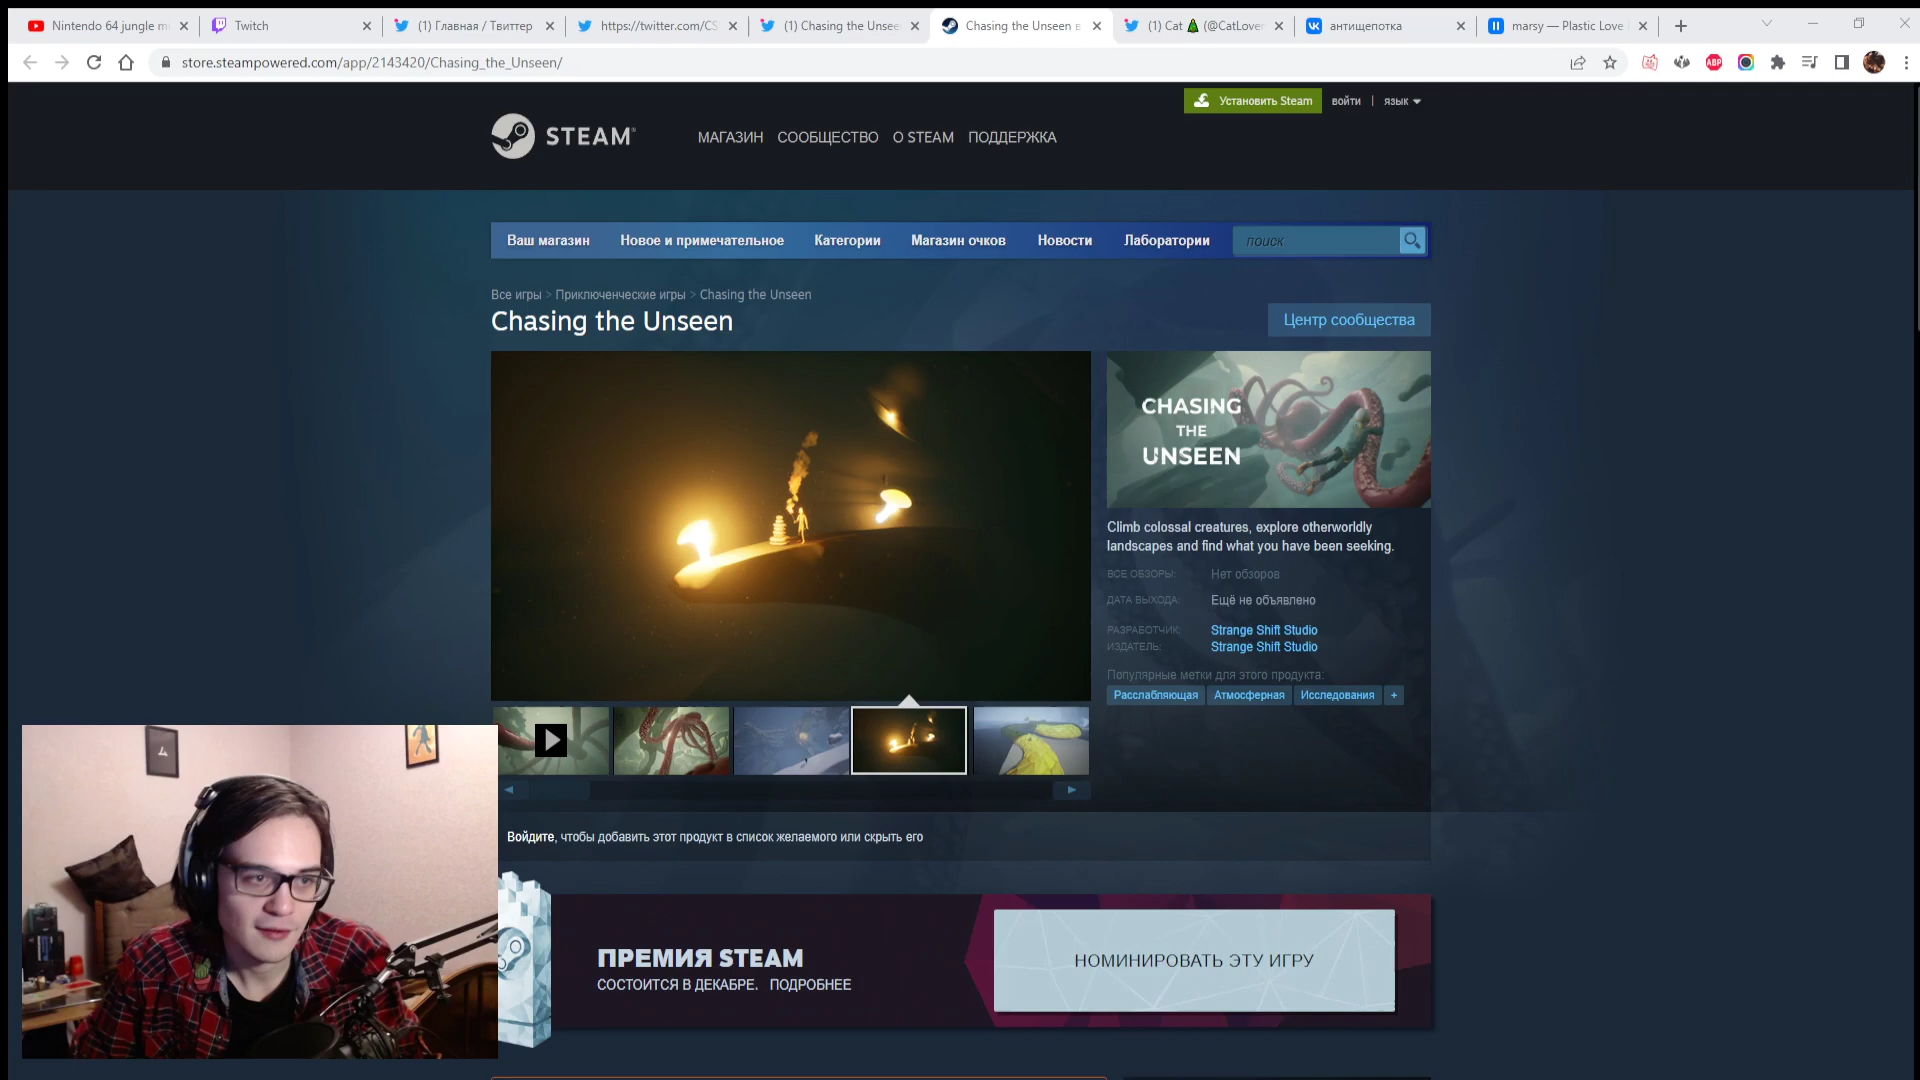 Nintendo 64 jungle m
Twitch
(1) Главная / Твиттер
https://twitter.com/CS
(1) Chasing the Unsee
Chasing the Unseen в
(1) Cat 🎄 (@CatLover
антищепотка
marsy — Plastic Love
store.steampowered.com/app/2143420/Chasing_the_Unseen/
ABP
Установить Steam
войти | язык
STEAM
МАГАЗИН СООБЩЕСТВО О STEAM ПОДДЕРЖКА
Ваш магазин Новое и примечательное Категории Магазин очков Новости Лаборатории поиск
Все игры > Приключенческие игры > Chasing the Unseen
Chasing the Unseen
Центр сообщества
CHASING
THE
UNSEEN
Climb colossal creatures, explore otherworldly
landscapes and find what you have been seeking.
ВСЕ ОБЗОРЫ: Нет обзоров
ДАТА ВЫХОДА: Ещё не объявлено
РАЗРАБОТЧИК: Strange Shift Studio
ИЗДАТЕЛЬ: Strange Shift Studio
Популярные метки для этого продукта:
Расслабляющая Атмосферная Исследования +
Войдите, чтобы добавить этот продукт в список желаемого или скрыть его
ПРЕМИЯ STEAM
СОСТОИТСЯ В ДЕКАБРЕ. ПОДРОБНЕЕ
НОМИНИРОВАТЬ ЭТУ ИГРУ